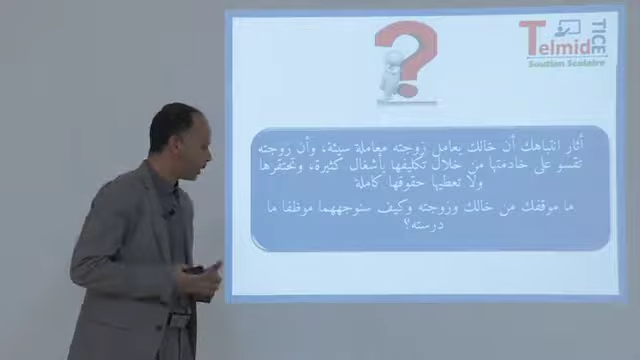 Telmid TICE
Soutien Scolaire
أثار انتباهك أن خالك يعامل زوجته معاملة سيئة، وأن زوجته
تقسو على خادمتها من خلال تكليفها بأشغال كثيرة، وتحتقرها
ولا تعطيها حقوقها كاملة
ما موقفك من خالك وزوجته وكيف ستوجههما موظفا ما
درسته؟